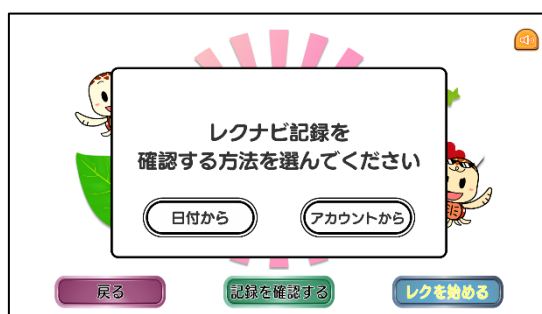 レクナビ記録を
確認する方法を選んでください
日付から
アカウントから
戻る
記録を確認する
レクを始める